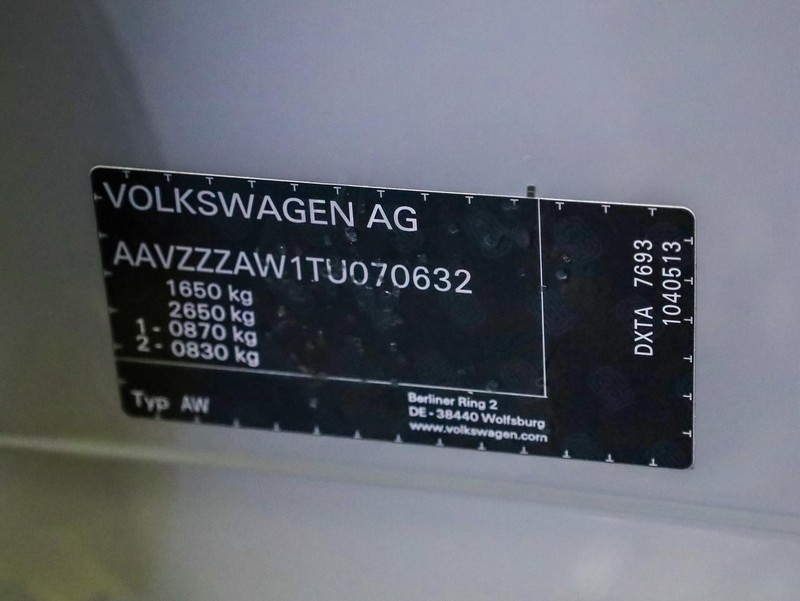 VOLKSWAGEN AG
AAVZZZAW1TU070632
1650 kg
2650 kg
1 - 0870 kg
2 - 0830 kg
Typ AW
Berliner Ring 2
DE - 38440 Wolfsburg
www.volkswagen.com
DXTA 7693
1040513